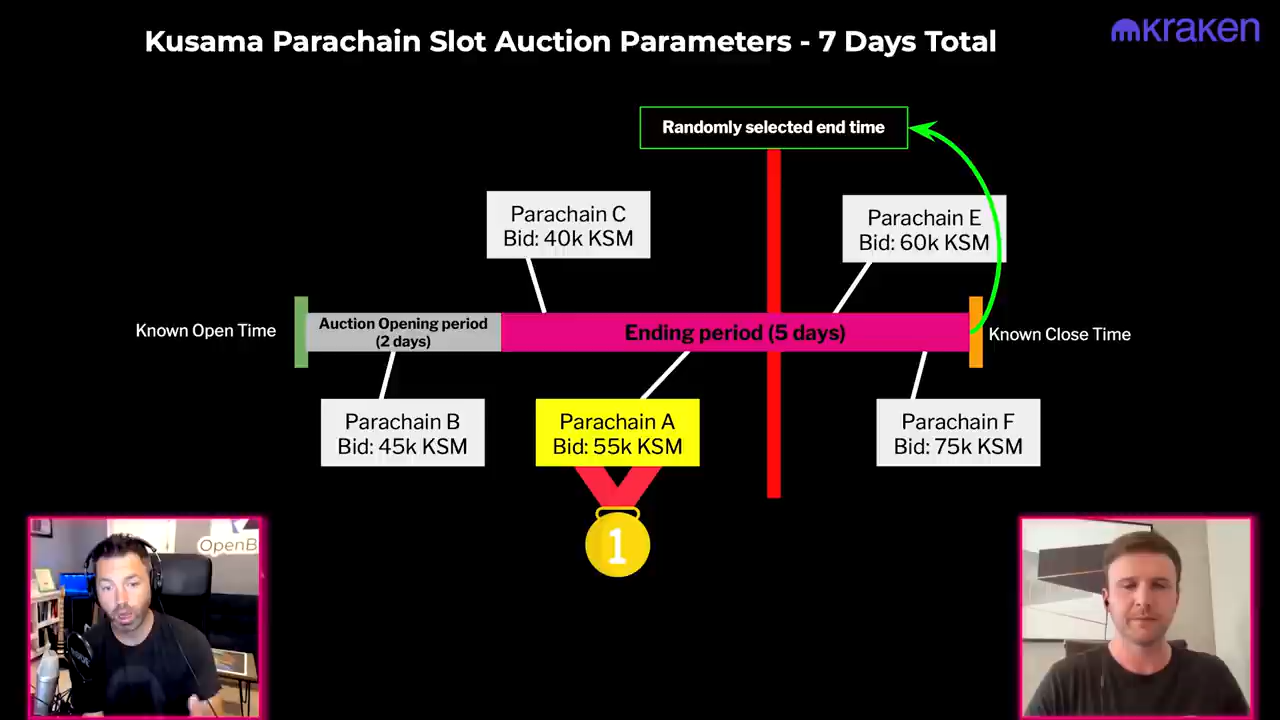 Kusama Parachain Slot Auction Parameters - 7 Days Total
kraken
Randomly selected end time
Parachain C
Bid: 40k KSM
Parachain E
Bid: 60k KSM
Known Open Time
Auction Opening period
(2 days)
Ending period (5 days)
Known Close Time
Parachain B
Bid: 45k KSM
Parachain A
Bid: 55k KSM
Parachain F
Bid: 75k KSM
1
OpenB